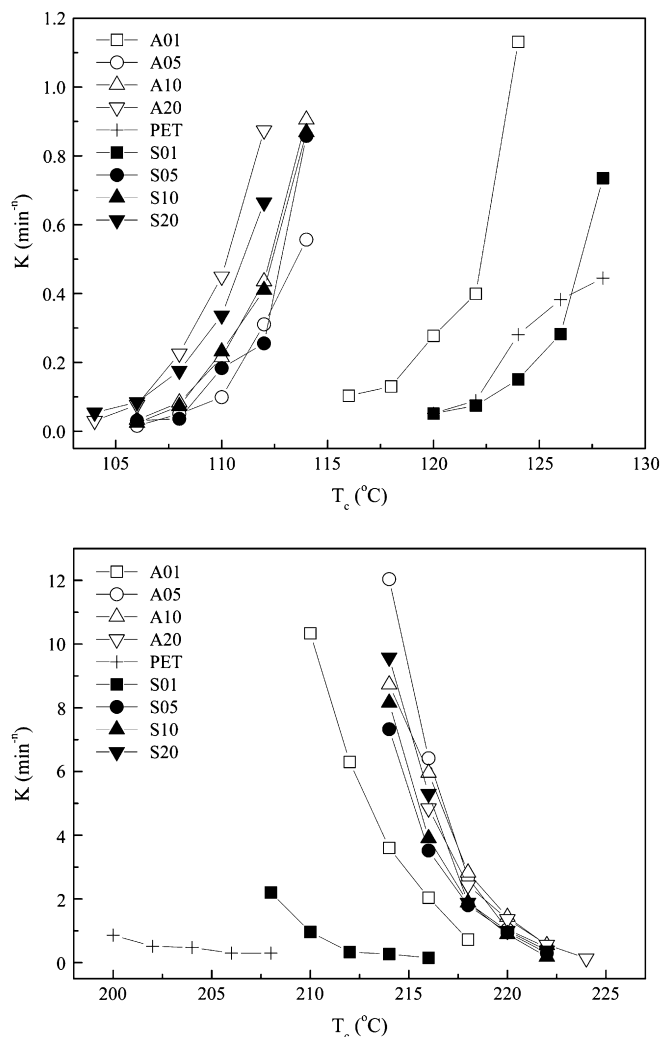 1.2
1.0
0.8
0.6
0.4
0.2
0.0
K (min⁻ⁿ)
A01
A05
A10
A20
PET
S01
S05
S10
S20
105 110 115 120 125 130
T_c (°C)
12
10
8
6
4
2
0
K (min⁻ⁿ)
A01
A05
A10
A20
PET
S01
S05
S10
S20
200 205 210 215 220 225
T_c (°C)